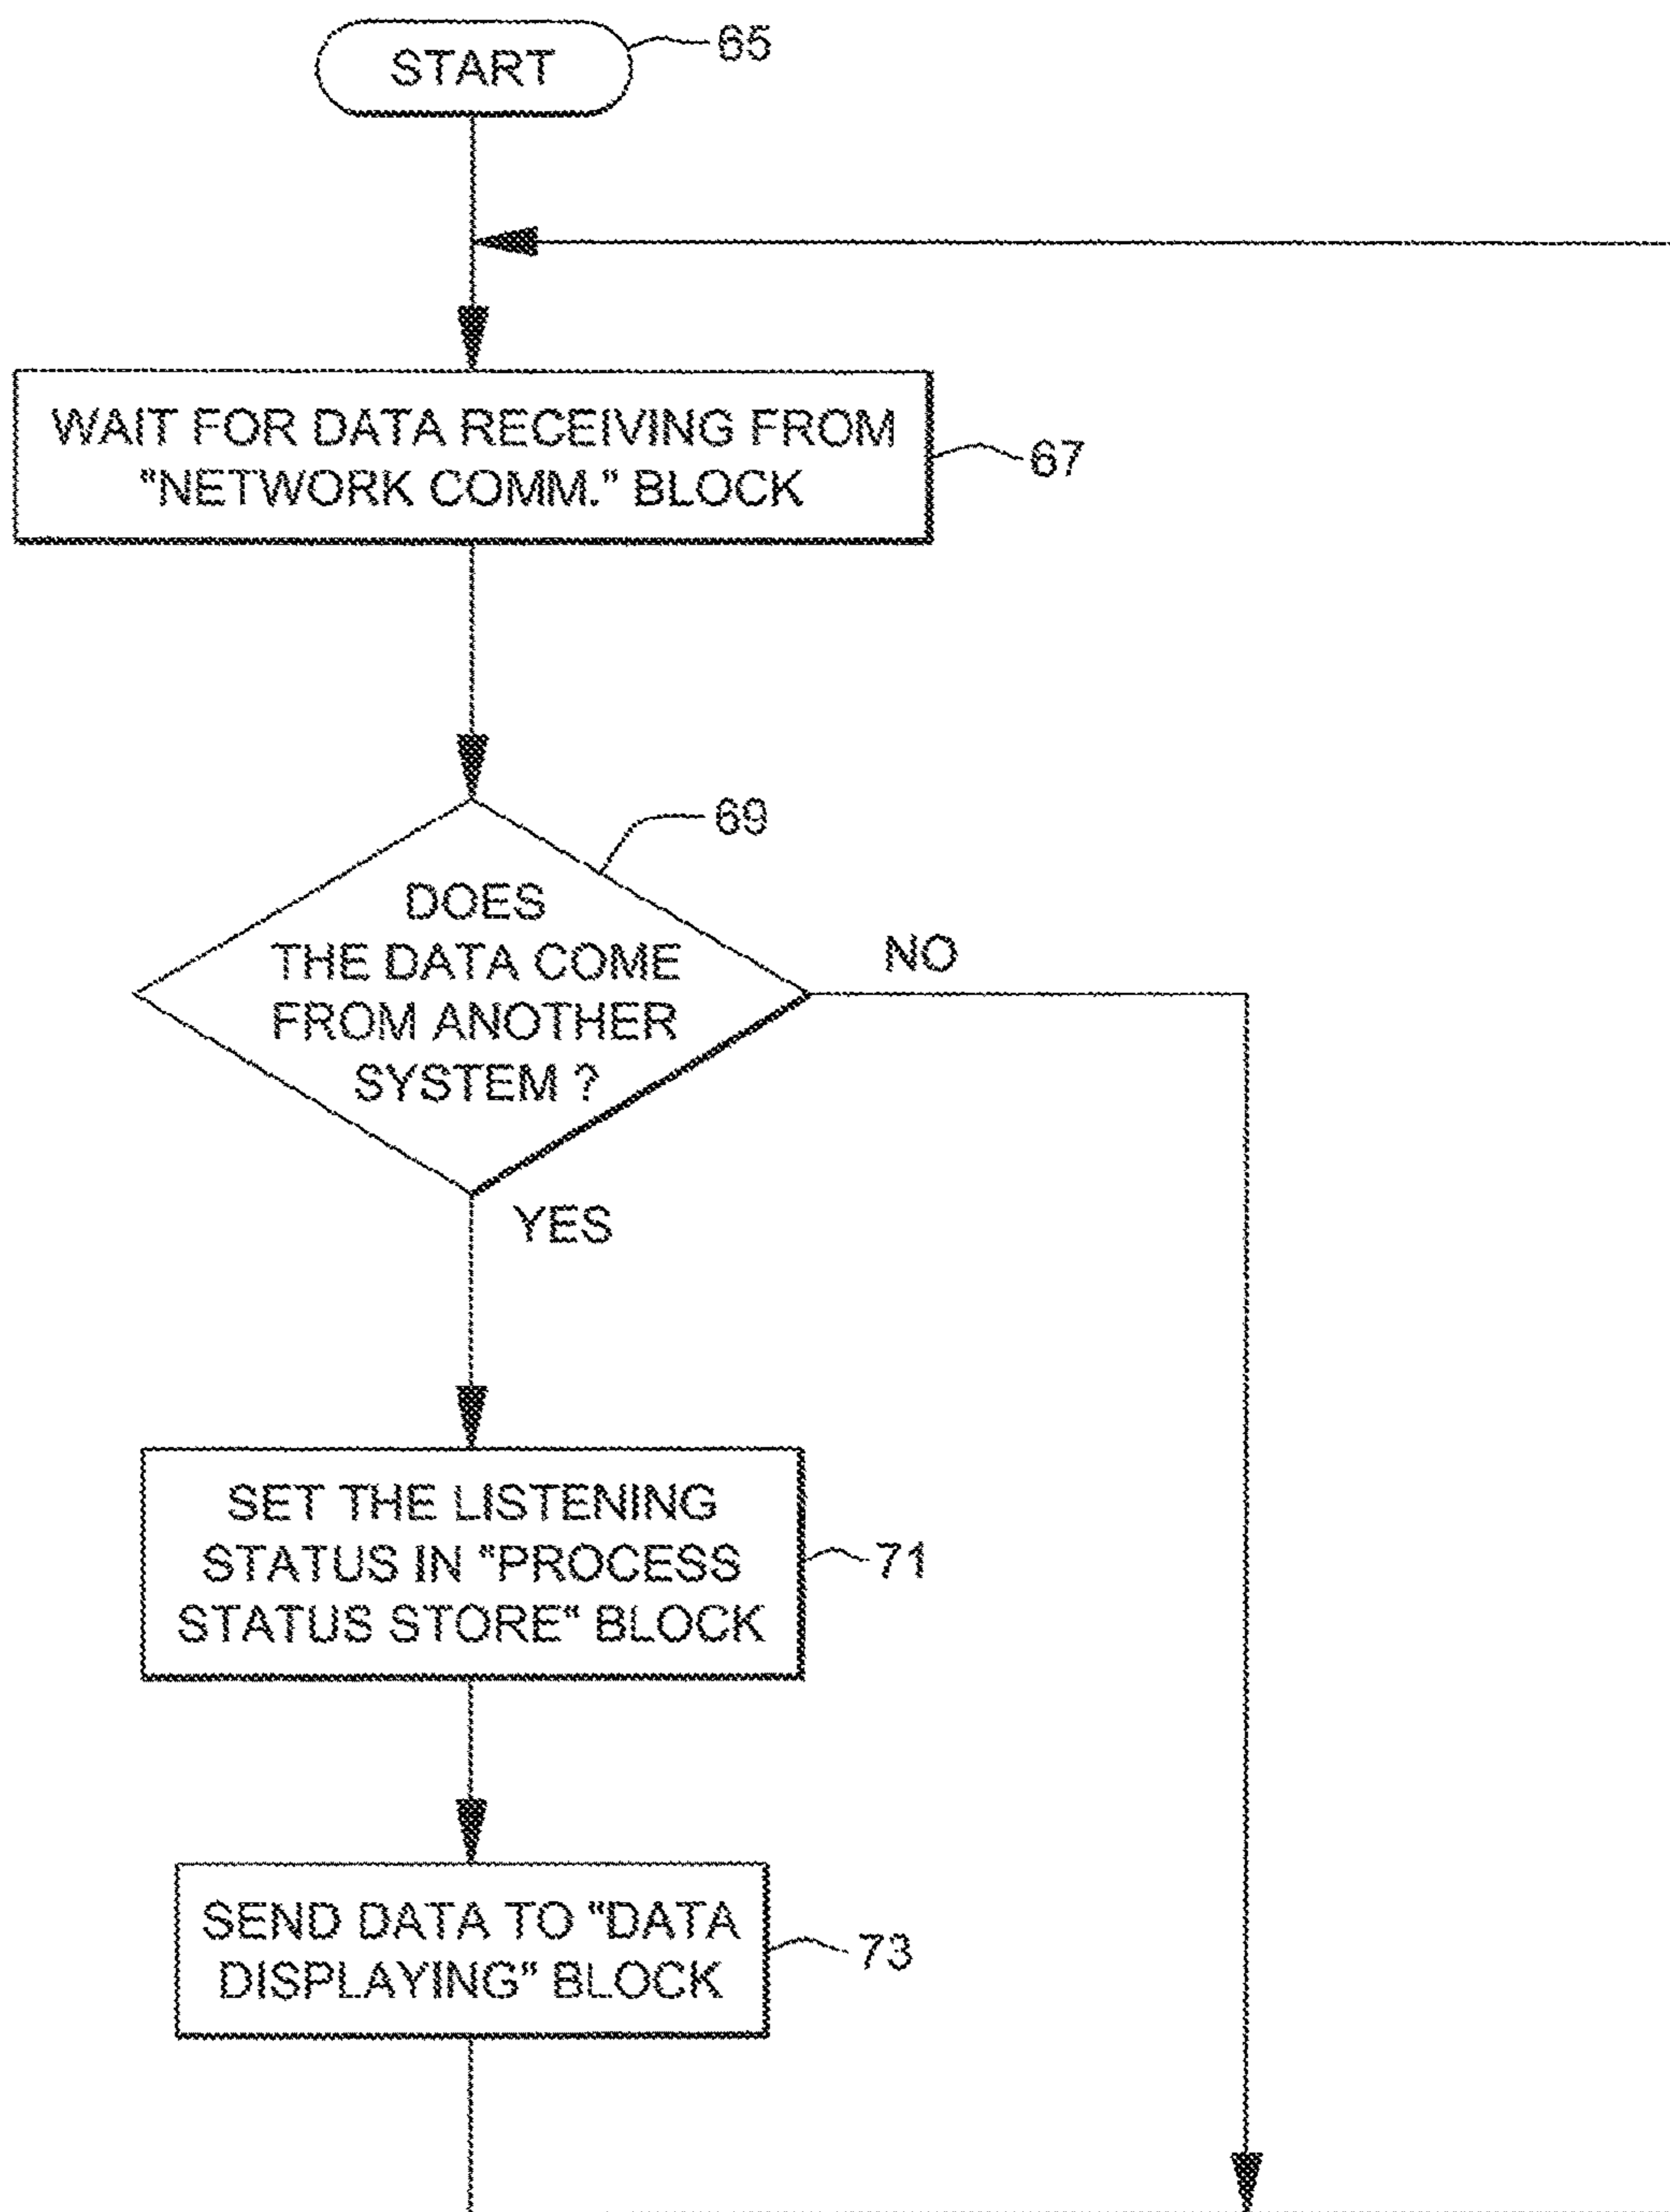 START
65
WAIT FOR DATA RECEIVING FROM
"NETWORK COMM." BLOCK
67
69
DOES
THE DATA COME
FROM ANOTHER
SYSTEM ?
NO
YES
SET THE LISTENING
STATUS IN "PROCESS
STATUS STORE" BLOCK
71
SEND DATA TO "DATA
DISPLAYING" BLOCK
73